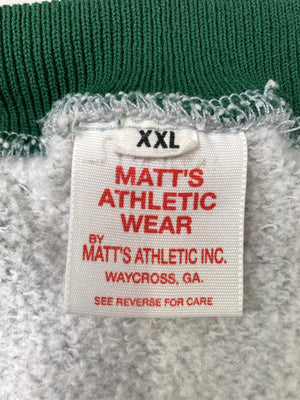 XXL
MATT'S
ATHLETIC
WEAR
BY
MATT'S ATHLETIC INC.
WAYCROSS, GA.
SEE REVERSE FOR CARE